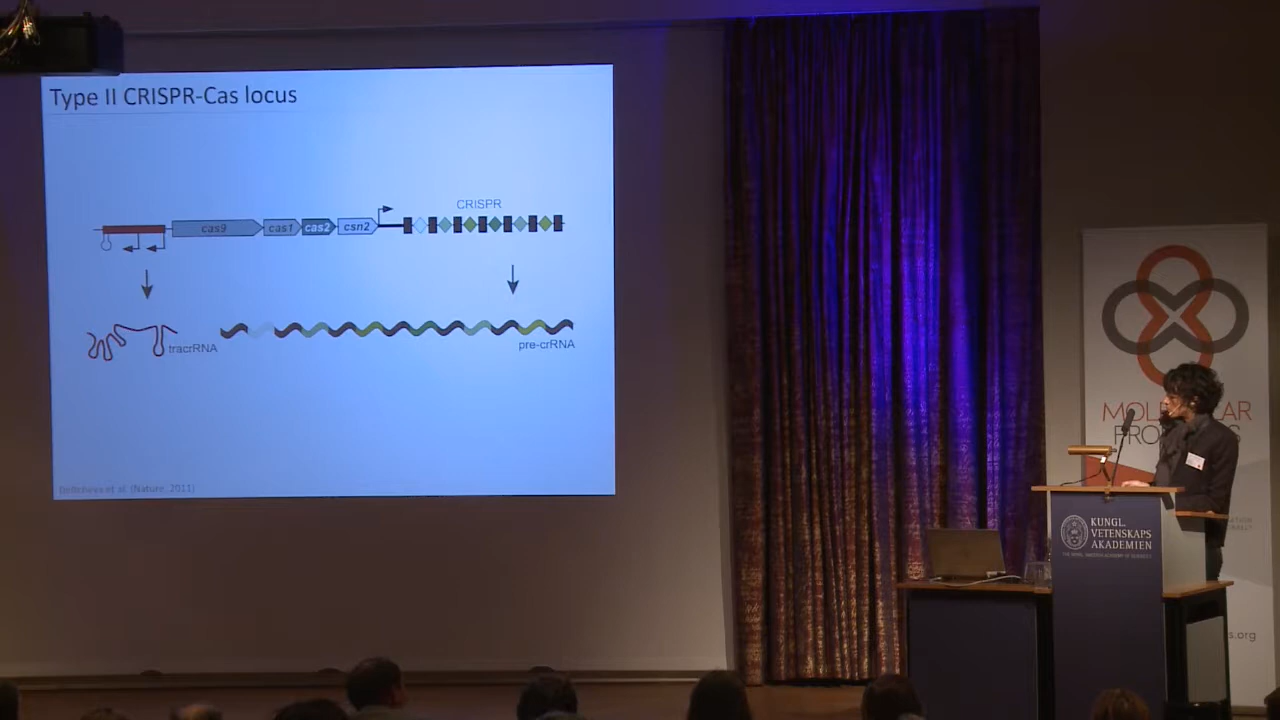 Type II CRISPR-Cas locus
CRISPR
cas9
cas1
cas2
csn2
tracrRNA
pre-crRNA
Deltcheva et al. (Nature, 2011)
MOLECULAR
KUNGL.
VETENSKAPS
AKADEMIEN
THE ROYAL SWEDISH ACADEMY OF SCIENCES
s.org